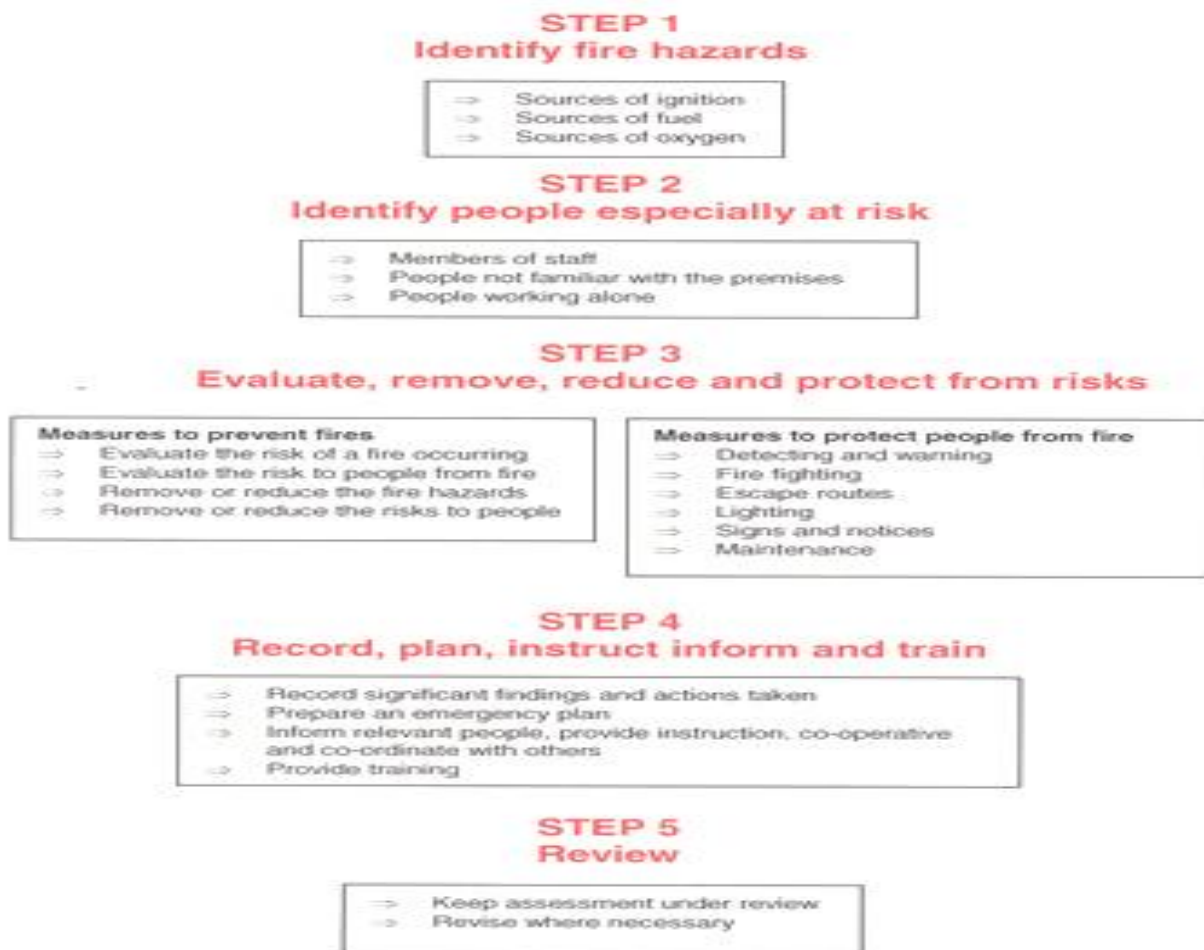 STEP 1
Identify fire hazards
⇒ Sources of ignition
⇒ Sources of fuel
⇒ Sources of oxygen
STEP 2
Identify people especially at risk
⇒ Members of staff
⇒ People not familiar with the premises
⇒ People working alone
STEP 3
Evaluate, remove, reduce and protect from risks
Measures to prevent fires
⇒ Evaluate the risk of a fire occurring
⇒ Evaluate the risk to people from fire
⇒ Remove or reduce the fire hazards
⇒ Remove or reduce the risks to people
Measures to protect people from fire
⇒ Detecting and warning
⇒ Fire fighting
⇒ Escape routes
⇒ Lighting
⇒ Signs and notices
⇒ Maintenance
STEP 4
Record, plan, instruct inform and train
⇒ Record significant findings and actions taken
⇒ Prepare an emergency plan
⇒ Inform relevant people, provide instruction, co-operative
and co-ordinate with others
⇒ Provide training
STEP 5
Review
⇒ Keep assessment under review
⇒ Revise where necessary